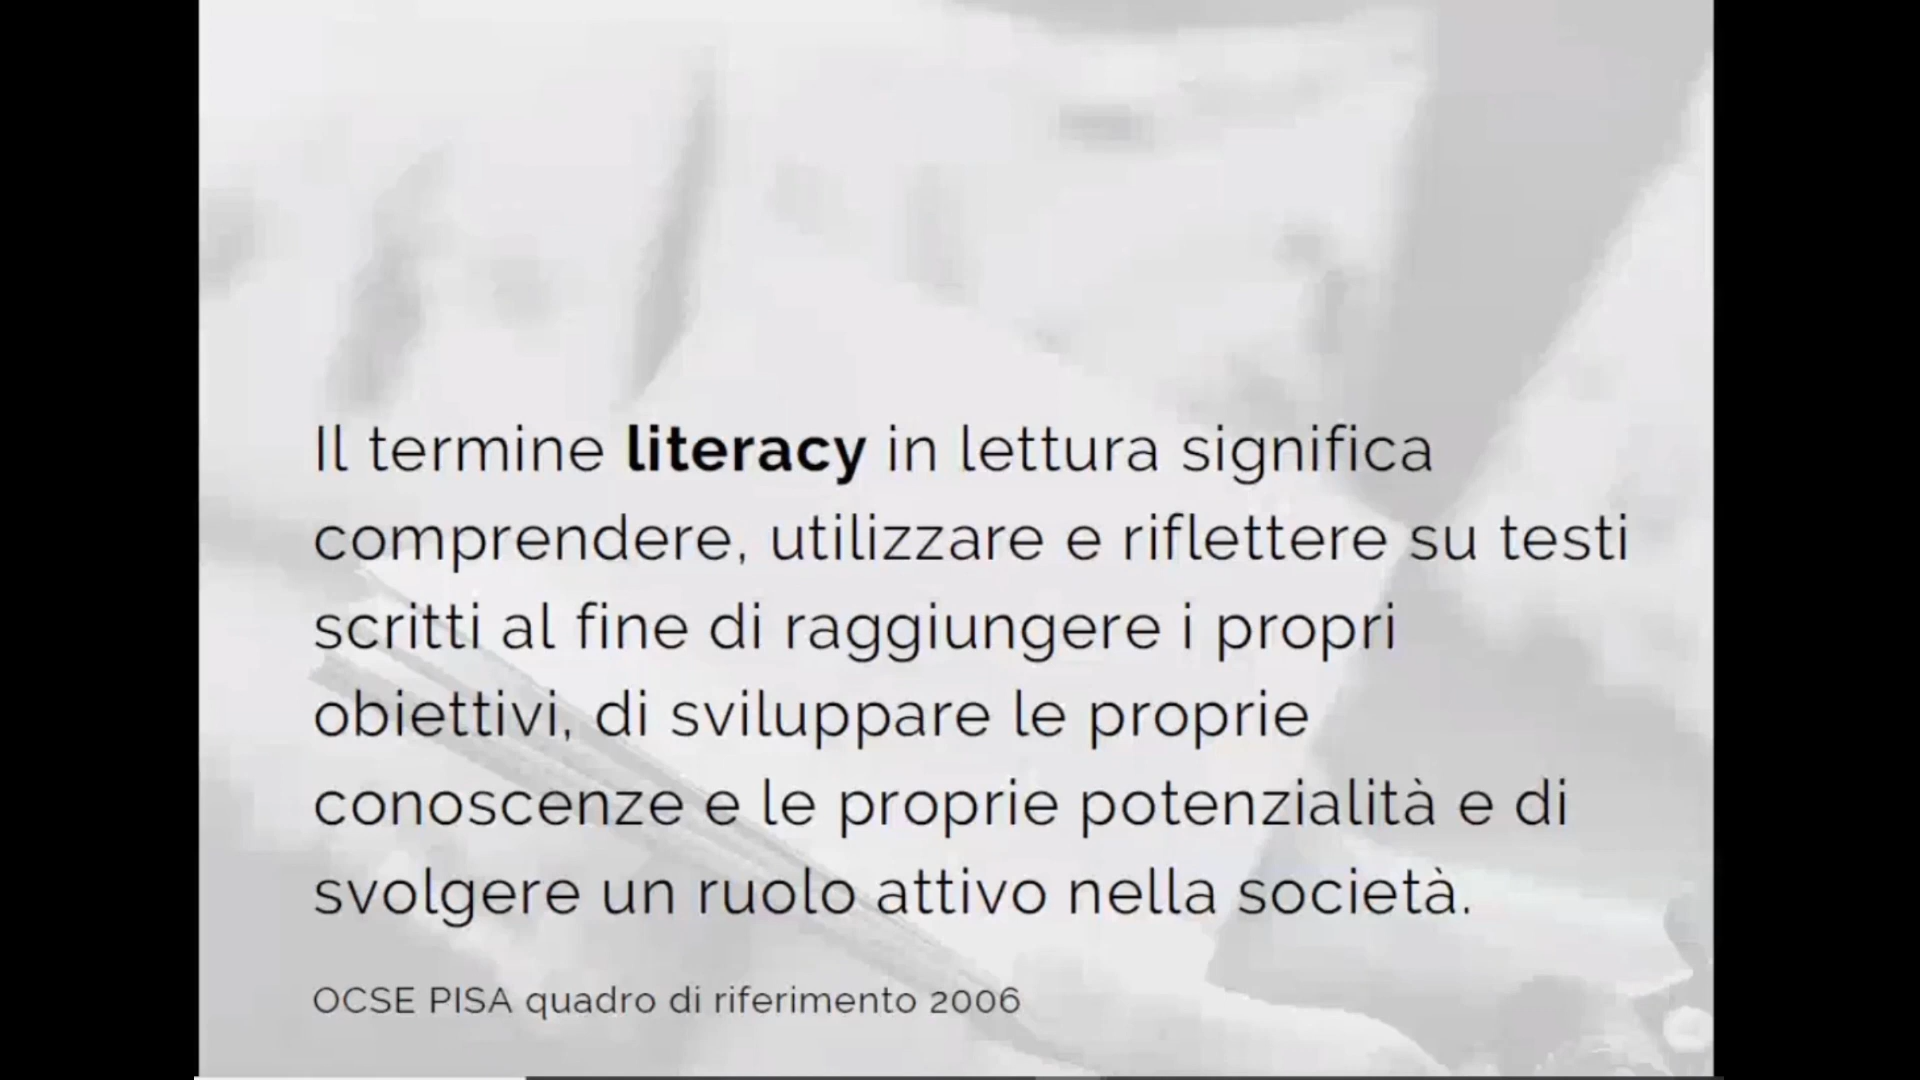 Il termine literacy in lettura significa
comprendere, utilizzare e riflettere su testi
scritti al fine di raggiungere i propri
obiettivi, di sviluppare le proprie
conoscenze e le proprie potenzialità e di
svolgere un ruolo attivo nella società.
OCSE PISA quadro di riferimento 2006